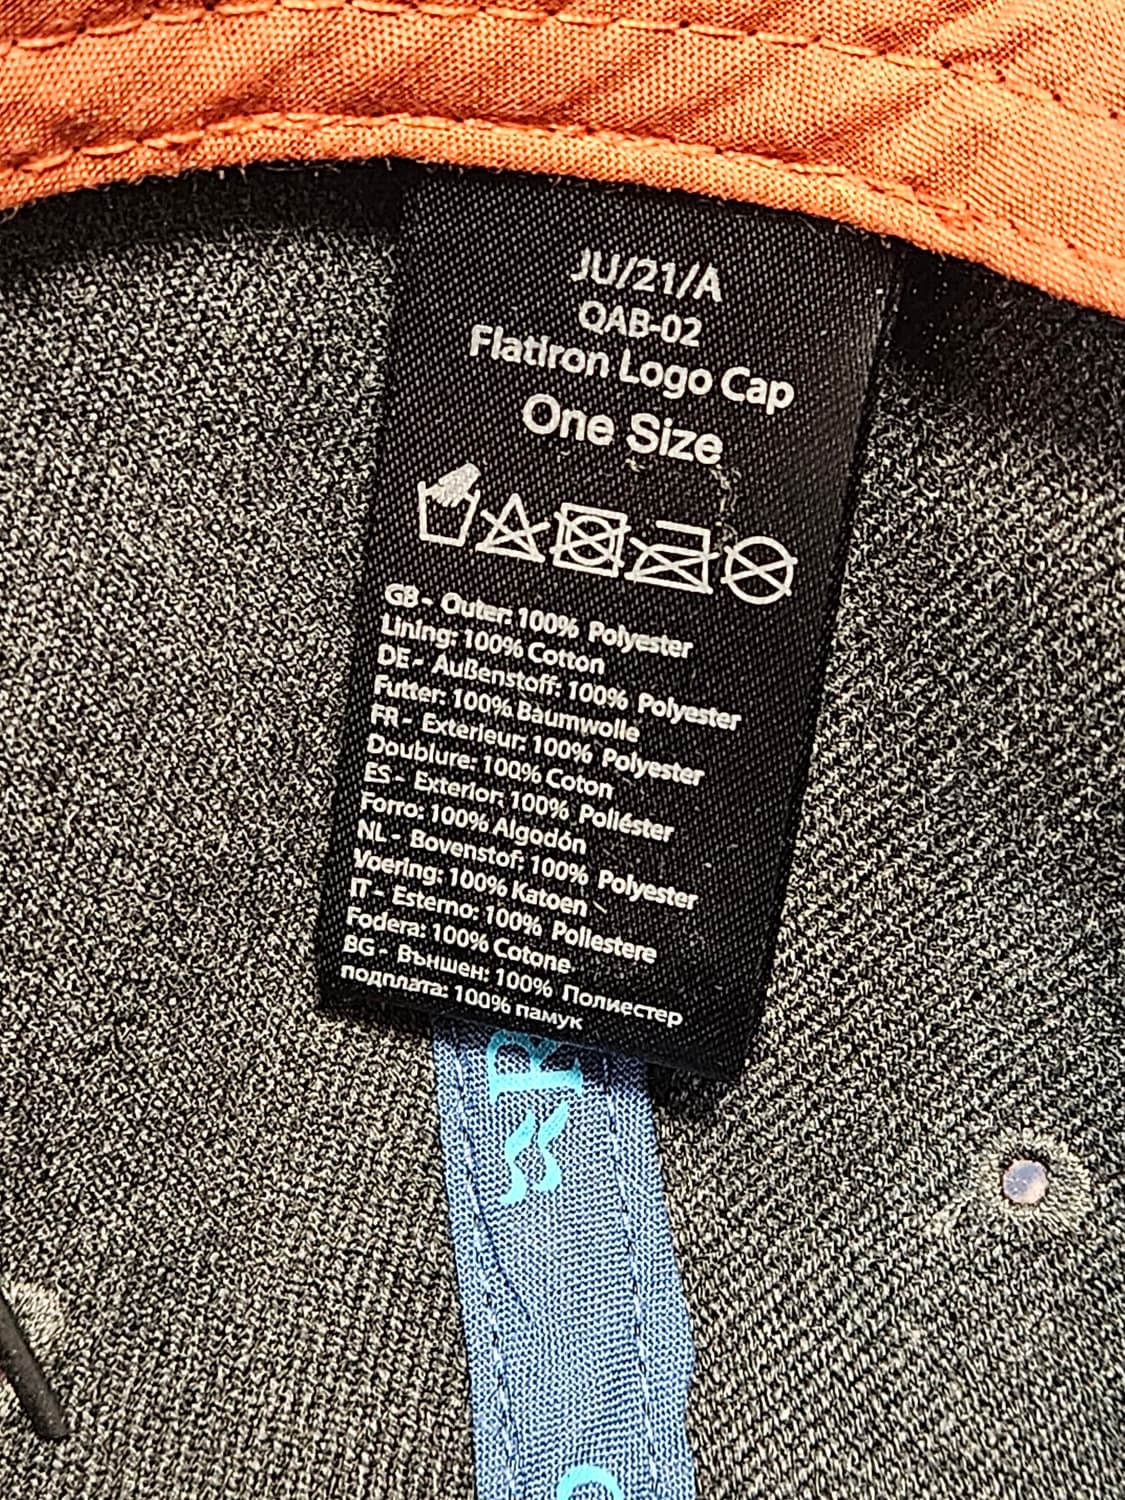 JU/21/A
QAB-02
FlatIron Logo Cap
One Size
GB - Outer: 100% Polyester
Lining: 100% Cotton
DE - Außenstoff: 100% Polyester
Futter: 100% Baumwolle
FR - Exterieur: 100% Polyester
Doublure: 100% Coton
ES - Exterior: 100% Poliéster
Forro: 100% Algodón
NL - Bovenstof: 100% Polyester
Voering: 100% Katoen
IT - Esterno: 100% Poliestere
Fodera: 100% Cotone
BG - Външен: 100% Полиестер
подплата: 100% памук
R